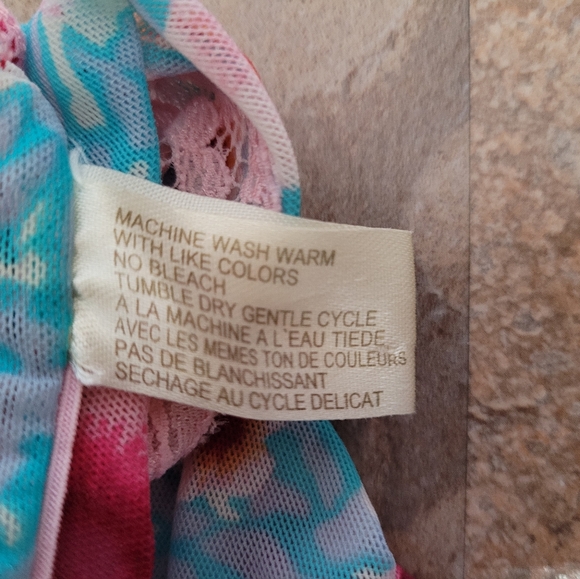 MACHINE WASH WARM
WITH LIKE COLORS
NO BLEACH
TUMBLE DRY GENTLE CYCLE
A LA MACHINE A L'EAU TIEDE
AVEC LES MEMES TON DE COULEURS
PAS DE BLANCHISSANT
SECHAGE AU CYCLE DELICAT